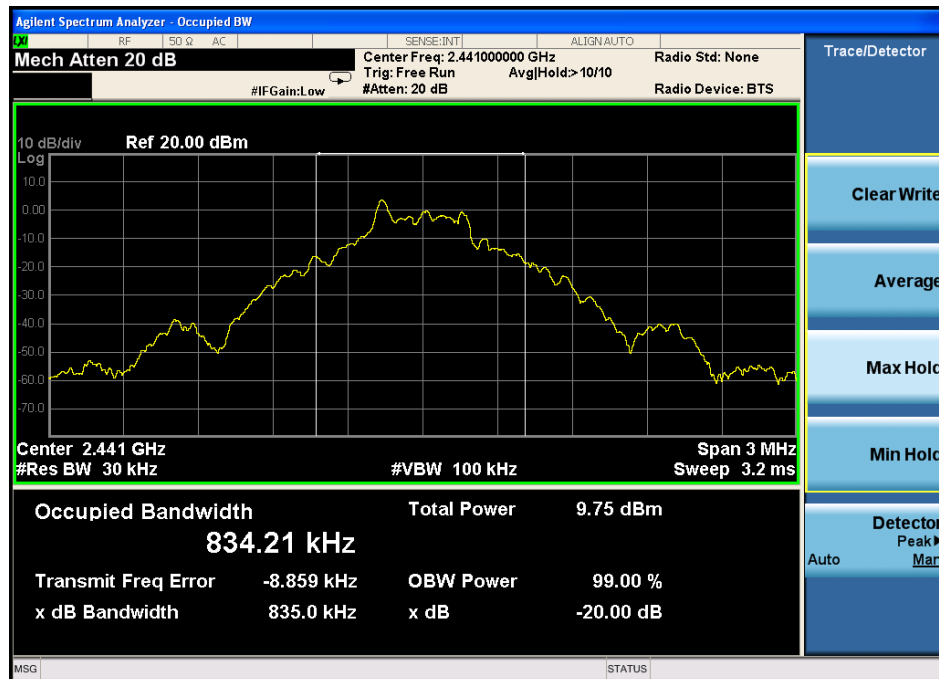 Agilent Spectrum Analyzer - Occupied BW
LXI RF 50 Ω AC SENSE:INT ALIGN AUTO
Mech Atten 20 dB
Center Freq: 2.441000000 GHz Radio Std: None
Trig: Free Run Avg|Hold:>10/10
#IFGain:Low #Atten: 20 dB Radio Device: BTS
Trace/Detector
10 dB/div Ref 20.00 dBm
Log
10.0
0.00
-10.0
-20.0
-30.0
-40.0
-50.0
-60.0
-70.0
Center 2.441 GHz Span 3 MHz
#Res BW 30 kHz #VBW 100 kHz Sweep 3.2 ms
Clear Write
Average
Max Hold
Min Hold
Detector
Peak▶
Auto Man
Occupied Bandwidth Total Power 9.75 dBm
834.21 kHz
Transmit Freq Error -8.859 kHz OBW Power 99.00 %
x dB Bandwidth 835.0 kHz x dB -20.00 dB
MSG STATUS